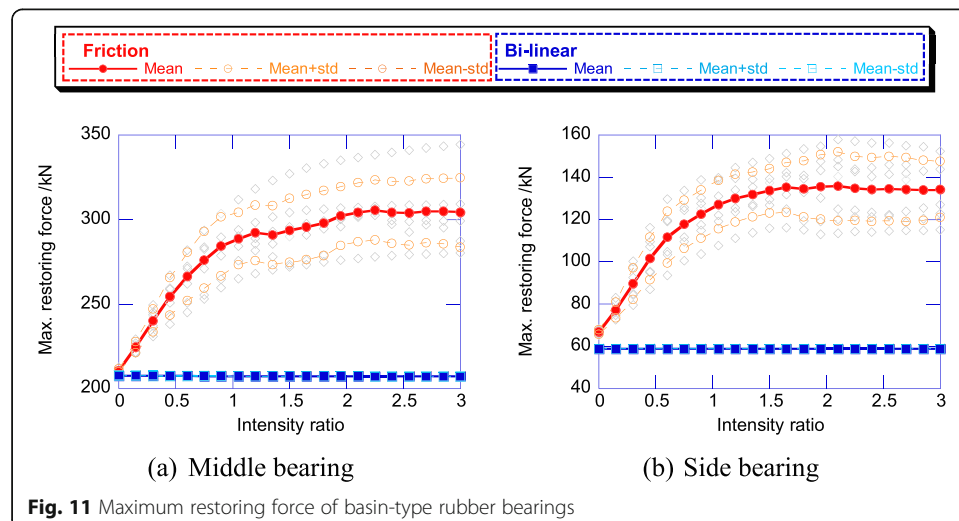 Friction
Mean Mean+std Mean-std
Bi-linear
Mean Mean+std Mean-std
350
300
250
200
Max. restoring force /kN
0 0.5 1 1.5 2 2.5 3
Intensity ratio
(a) Middle bearing
160
140
120
100
80
60
40
Max. restoring force /kN
0 0.5 1 1.5 2 2.5 3
Intensity ratio
(b) Side bearing
Fig. 11 Maximum restoring force of basin-type rubber bearings